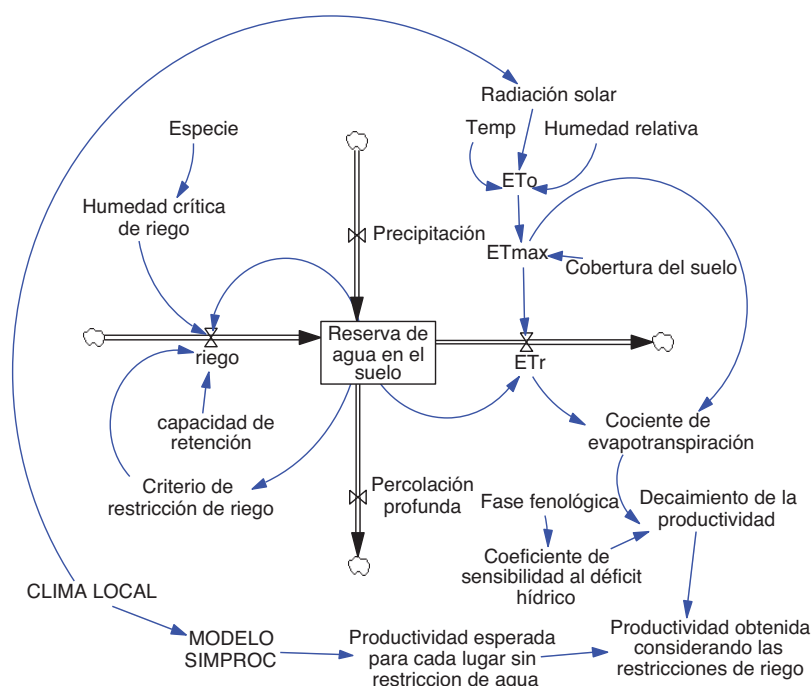 Radiación solar
Especie
Temp
Humedad relativa
ETo
Humedad crítica
de riego
Precipitación
ETmax
Cobertura del suelo
Reserva de
agua en el
suelo
riego
ETr
capacidad de
retención
Cociente de
evapotranspiración
Criterio de
restricción de riego
Percolación
profunda
Fase fenológica
Decaimiento de la
productividad
Coeficiente de
sensibilidad al déficit
hídrico
CLIMA LOCAL
MODELO
SIMPROC
Productividad esperada
para cada lugar sin
restriccion de agua
Productividad obtenida
considerando las
restricciones de riego